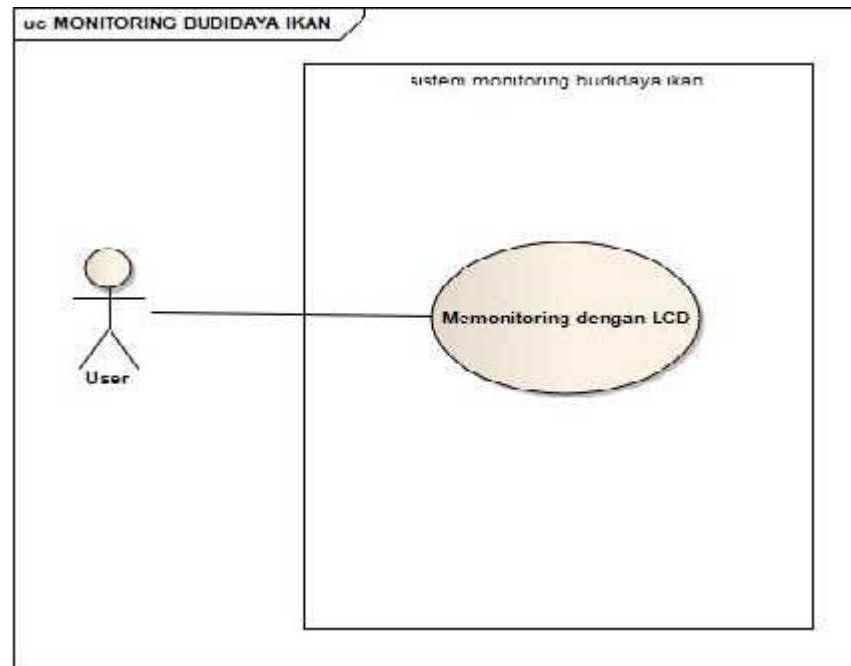 uc MONITORING BUDIDAYA IKAN
sistem monitoring budidaya ikan
Memonitoring dengan LCD
User